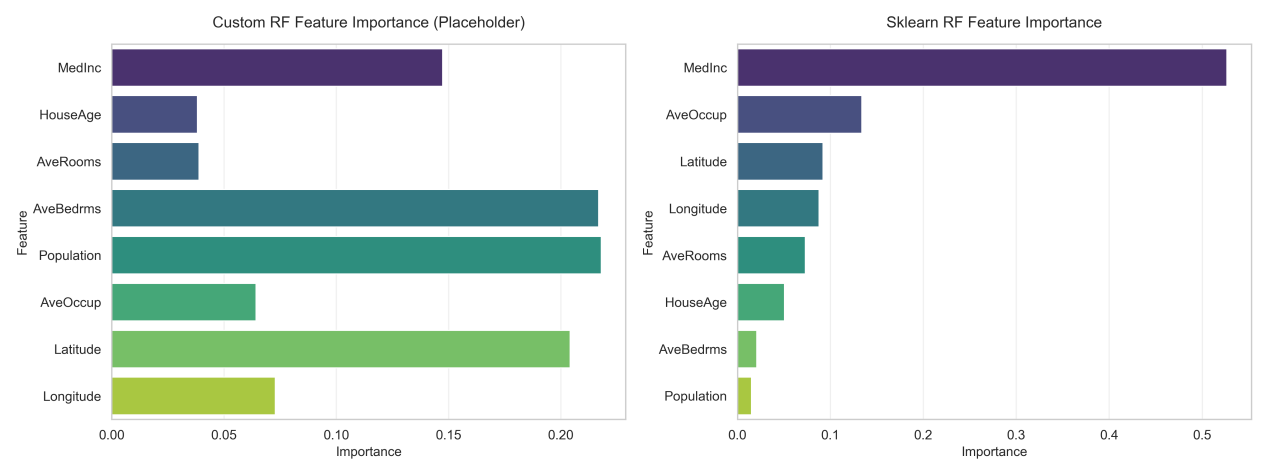 Custom RF Feature Importance (Placeholder)
Feature
MedInc
HouseAge
AveRooms
AveBedrms
Population
AveOccup
Latitude
Longitude
0.00 0.05 0.10 0.15 0.20
Importance
Sklearn RF Feature Importance
Feature
MedInc
AveOccup
Latitude
Longitude
AveRooms
HouseAge
AveBedrms
Population
0.0 0.1 0.2 0.3 0.4 0.5
Importance